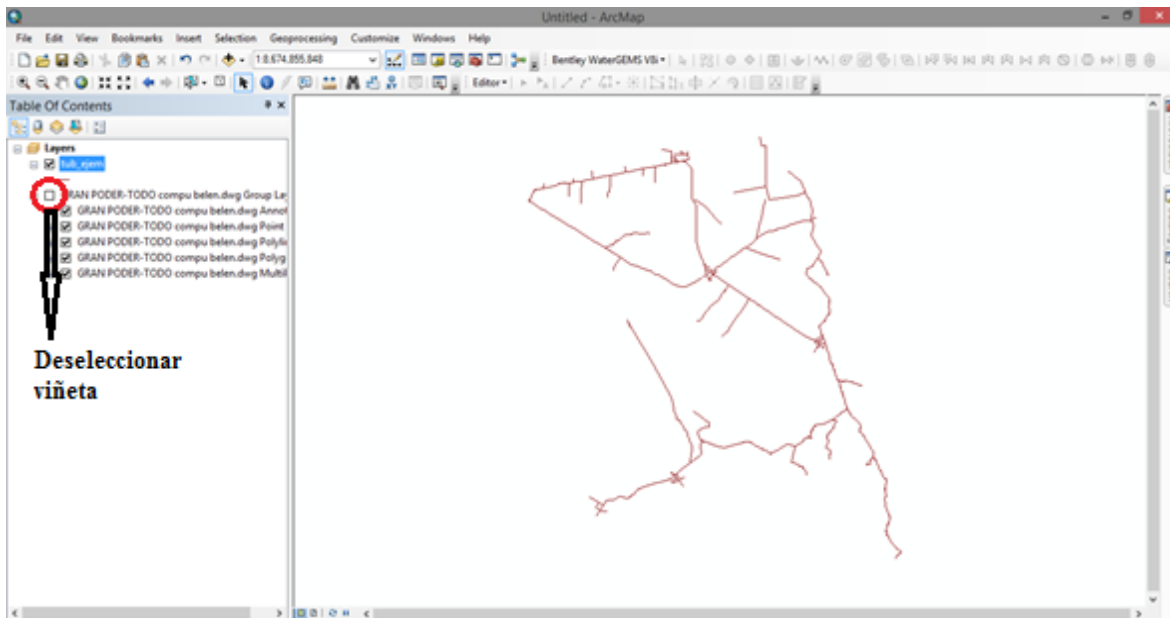 Untitled - ArcMap
File Edit View Bookmarks Insert Selection Geoprocessing Customize Windows Help
1:8.674.855.848
Bentley WaterGEMS V8i
Editor
Table Of Contents
Layers
tub_ejem
GRAN PODER-TODO compu belen.dwg Group La
GRAN PODER-TODO compu belen.dwg Annot
GRAN PODER-TODO compu belen.dwg Point
GRAN PODER-TODO compu belen.dwg Polyli
GRAN PODER-TODO compu belen.dwg Polyg
GRAN PODER-TODO compu belen.dwg Multi
Deseleccionar
viñeta